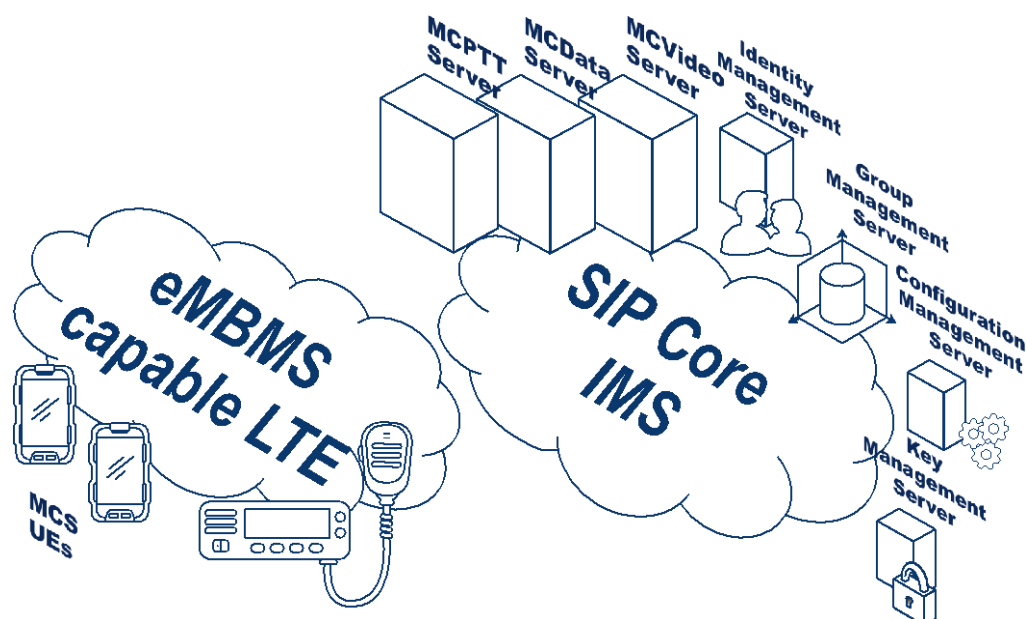 MCPTT
Server
MCData
Server
MCVideo
Server
Identity
Management
Server
Group
Management
Server
Configuration
Management
Server
Key
Management
Server
eMBMS
capable LTE
SIP Core
IMS
MCS
UEs